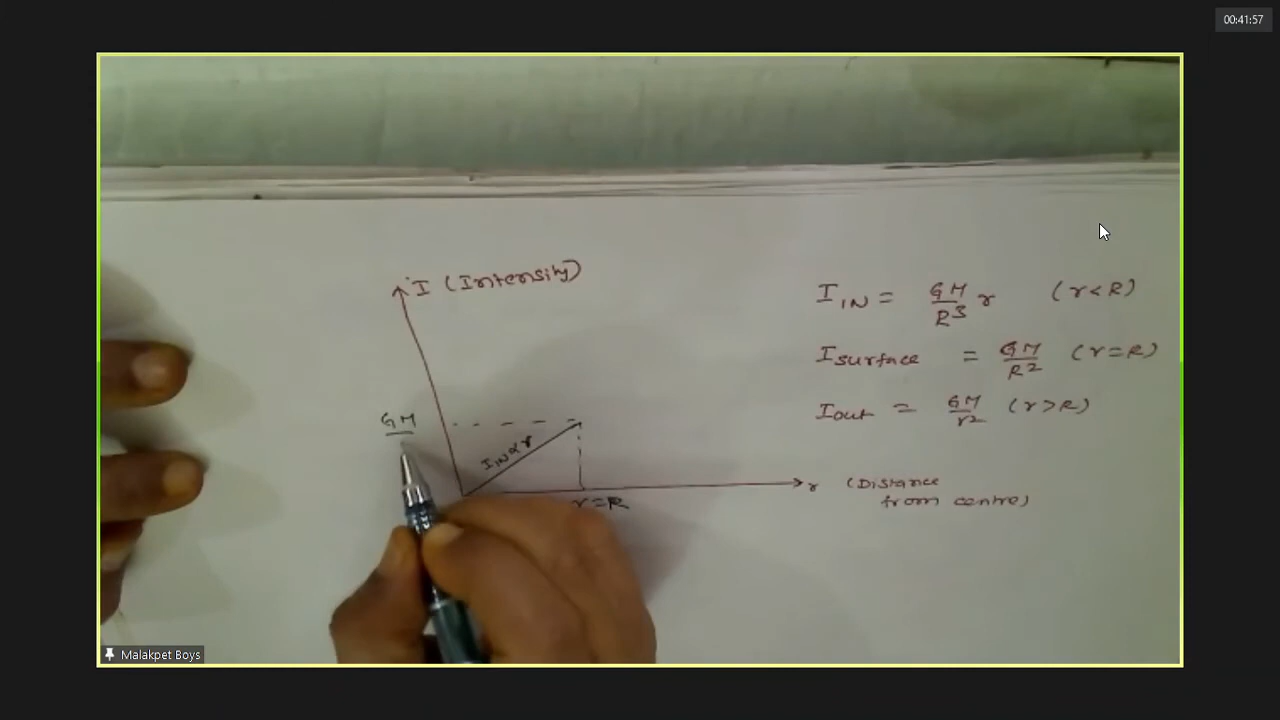 00:41:57
I (Intensity)
I_IN = GM/R³ r (r<R)
I_surface = GM/R² (r=R)
I_out = GM/r² (r>R)
GM
I_IN ∝ r
r=R
r (Distance
from centre)
Malakpet Boys